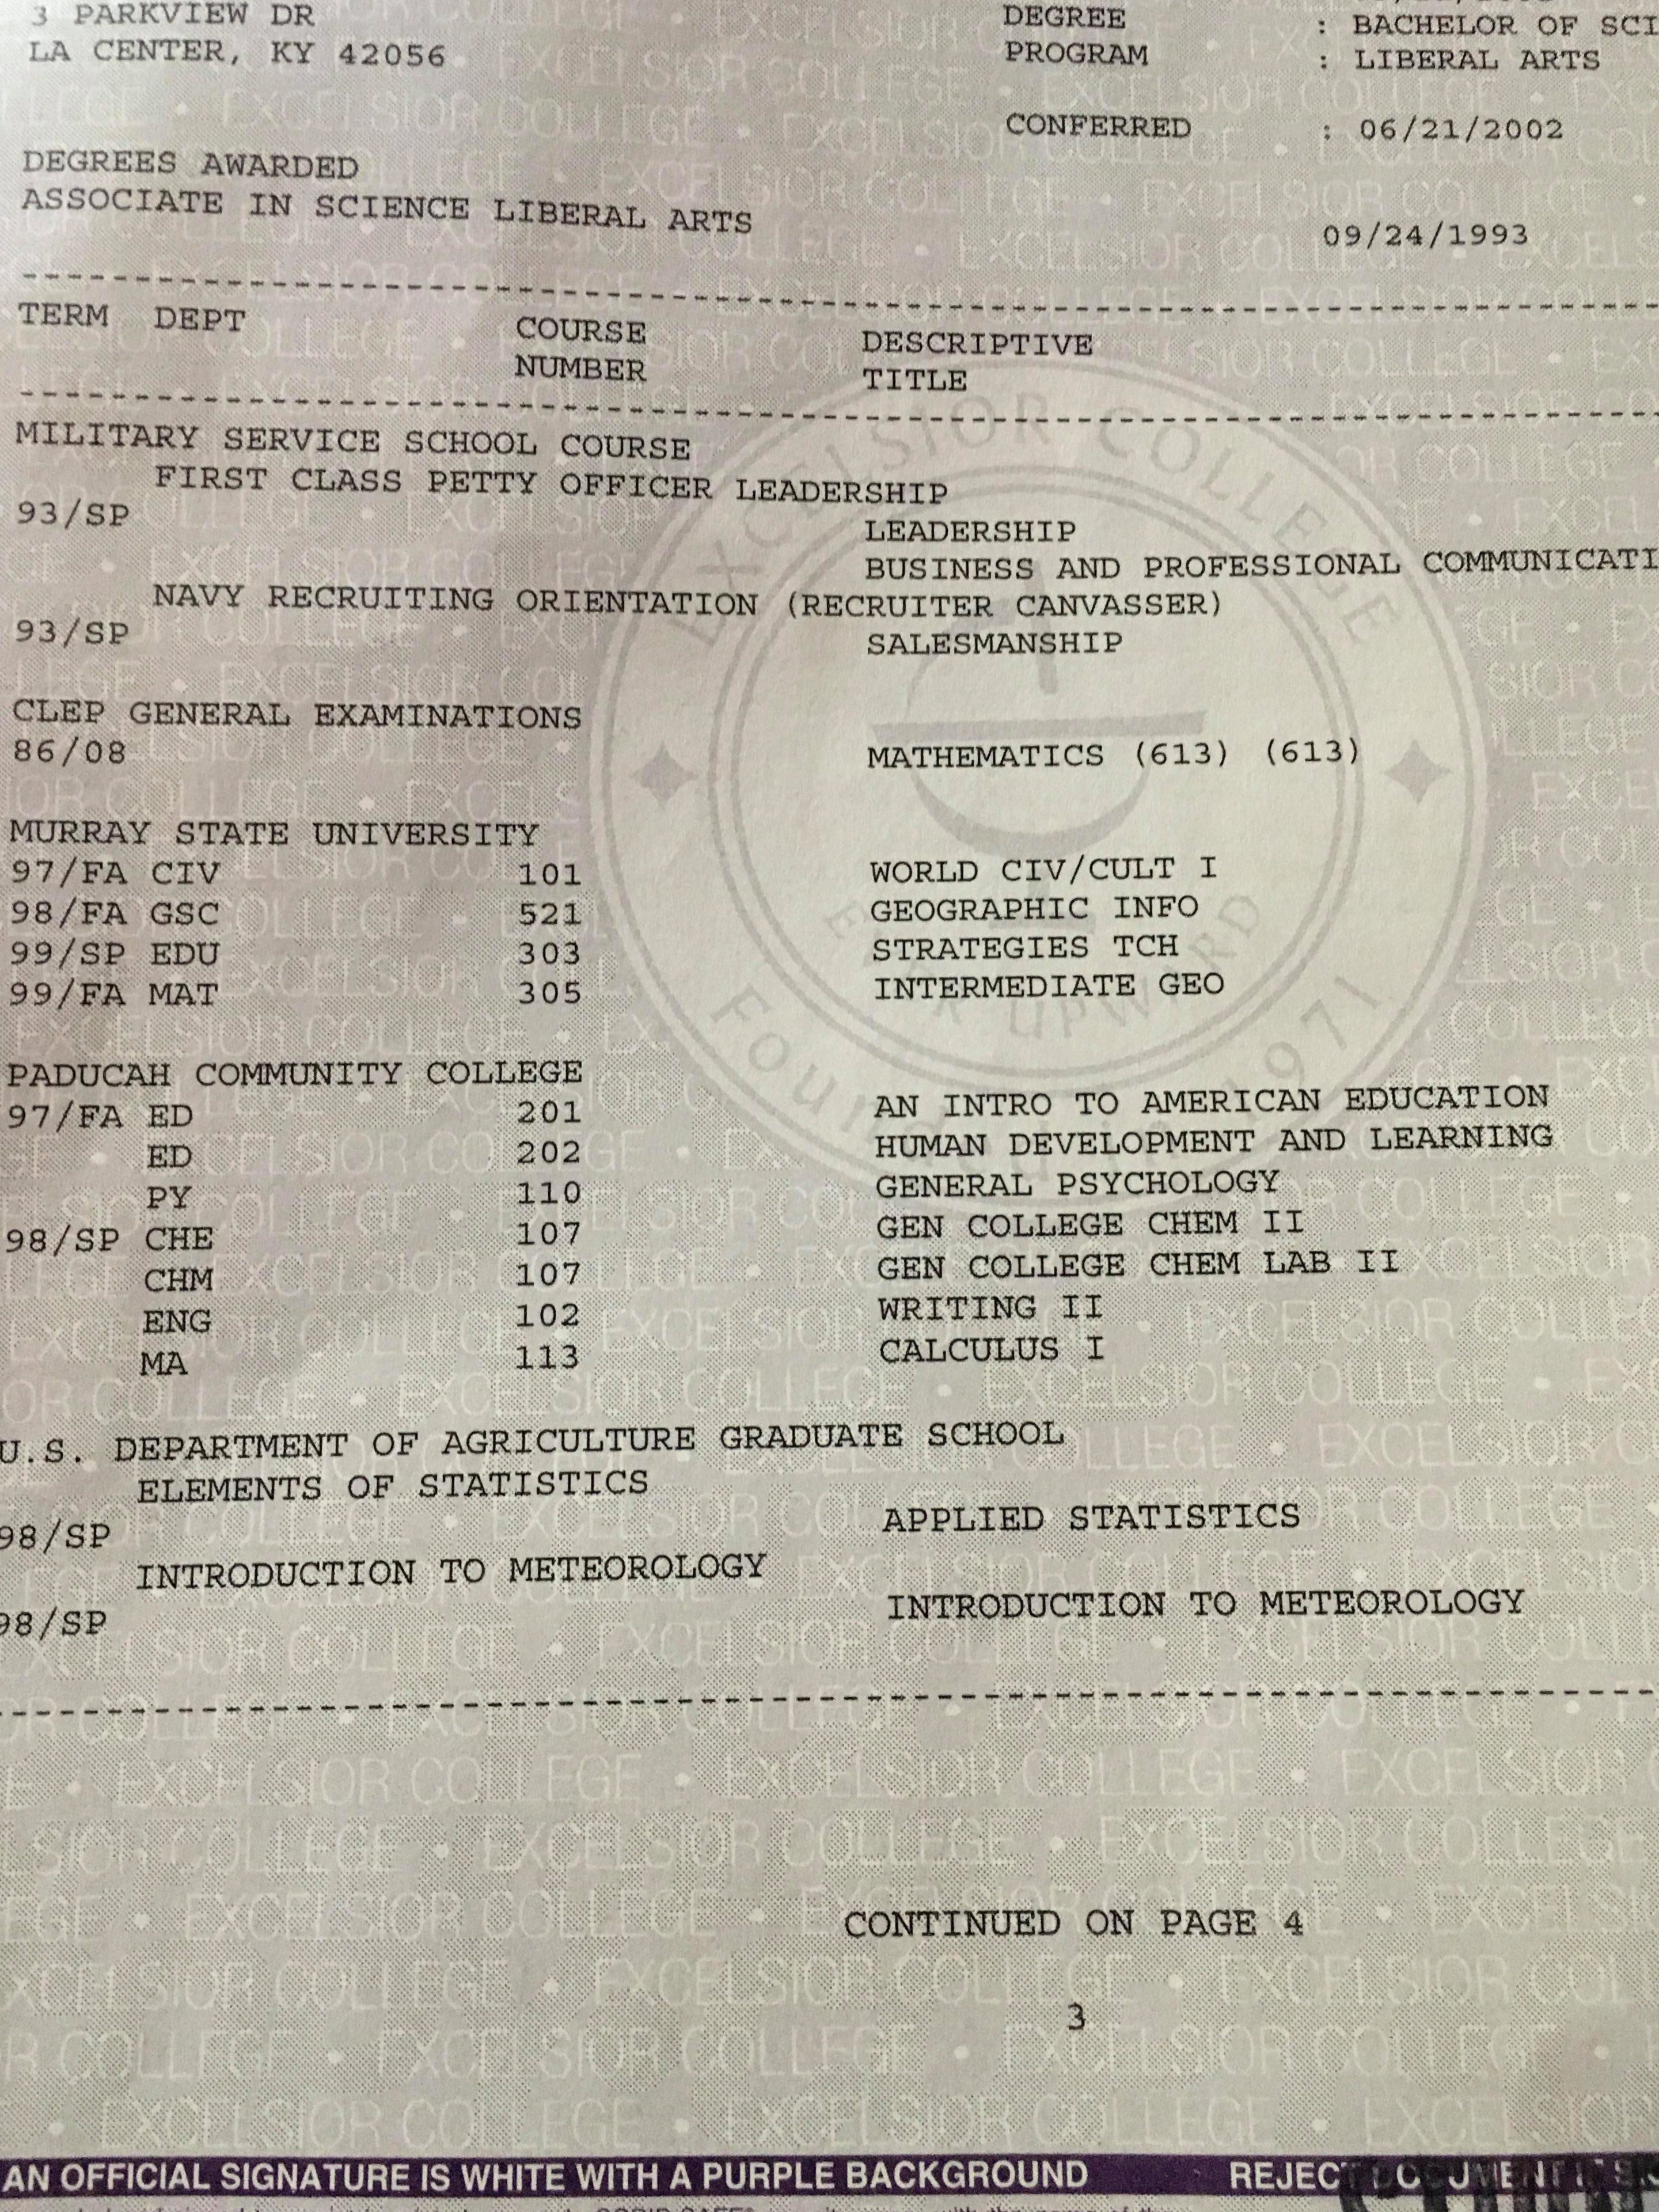 3 PARKVIEW DR
LA CENTER, KY 42056
DEGREE : BACHELOR OF SCI
PROGRAM : LIBERAL ARTS
CONFERRED : 06/21/2002
DEGREES AWARDED
ASSOCIATE IN SCIENCE LIBERAL ARTS 09/24/1993
TERM DEPT COURSE NUMBER DESCRIPTIVE TITLE
MILITARY SERVICE SCHOOL COURSE
FIRST CLASS PETTY OFFICER LEADERSHIP
93/SP LEADERSHIP
BUSINESS AND PROFESSIONAL COMMUNICATI
NAVY RECRUITING ORIENTATION (RECRUITER CANVASSER)
93/SP SALESMANSHIP
CLEP GENERAL EXAMINATIONS
86/08 MATHEMATICS (613) (613)
MURRAY STATE UNIVERSITY
97/FA CIV 101 WORLD CIV/CULT I
98/FA GSC 521 GEOGRAPHIC INFO
99/SP EDU 303 STRATEGIES TCH
99/FA MAT 305 INTERMEDIATE GEO
PADUCAH COMMUNITY COLLEGE
97/FA ED 201 AN INTRO TO AMERICAN EDUCATION
ED 202 HUMAN DEVELOPMENT AND LEARNING
PY 110 GENERAL PSYCHOLOGY
98/SP CHE 107 GEN COLLEGE CHEM II
CHM 107 GEN COLLEGE CHEM LAB II
ENG 102 WRITING II
MA 113 CALCULUS I
U.S. DEPARTMENT OF AGRICULTURE GRADUATE SCHOOL
ELEMENTS OF STATISTICS
98/SP APPLIED STATISTICS
INTRODUCTION TO METEOROLOGY
98/SP INTRODUCTION TO METEOROLOGY
CONTINUED ON PAGE 4
3
AN OFFICIAL SIGNATURE IS WHITE WITH A PURPLE BACKGROUND REJECT DOCUMENT IF
EXCELSIOR COLLEGE